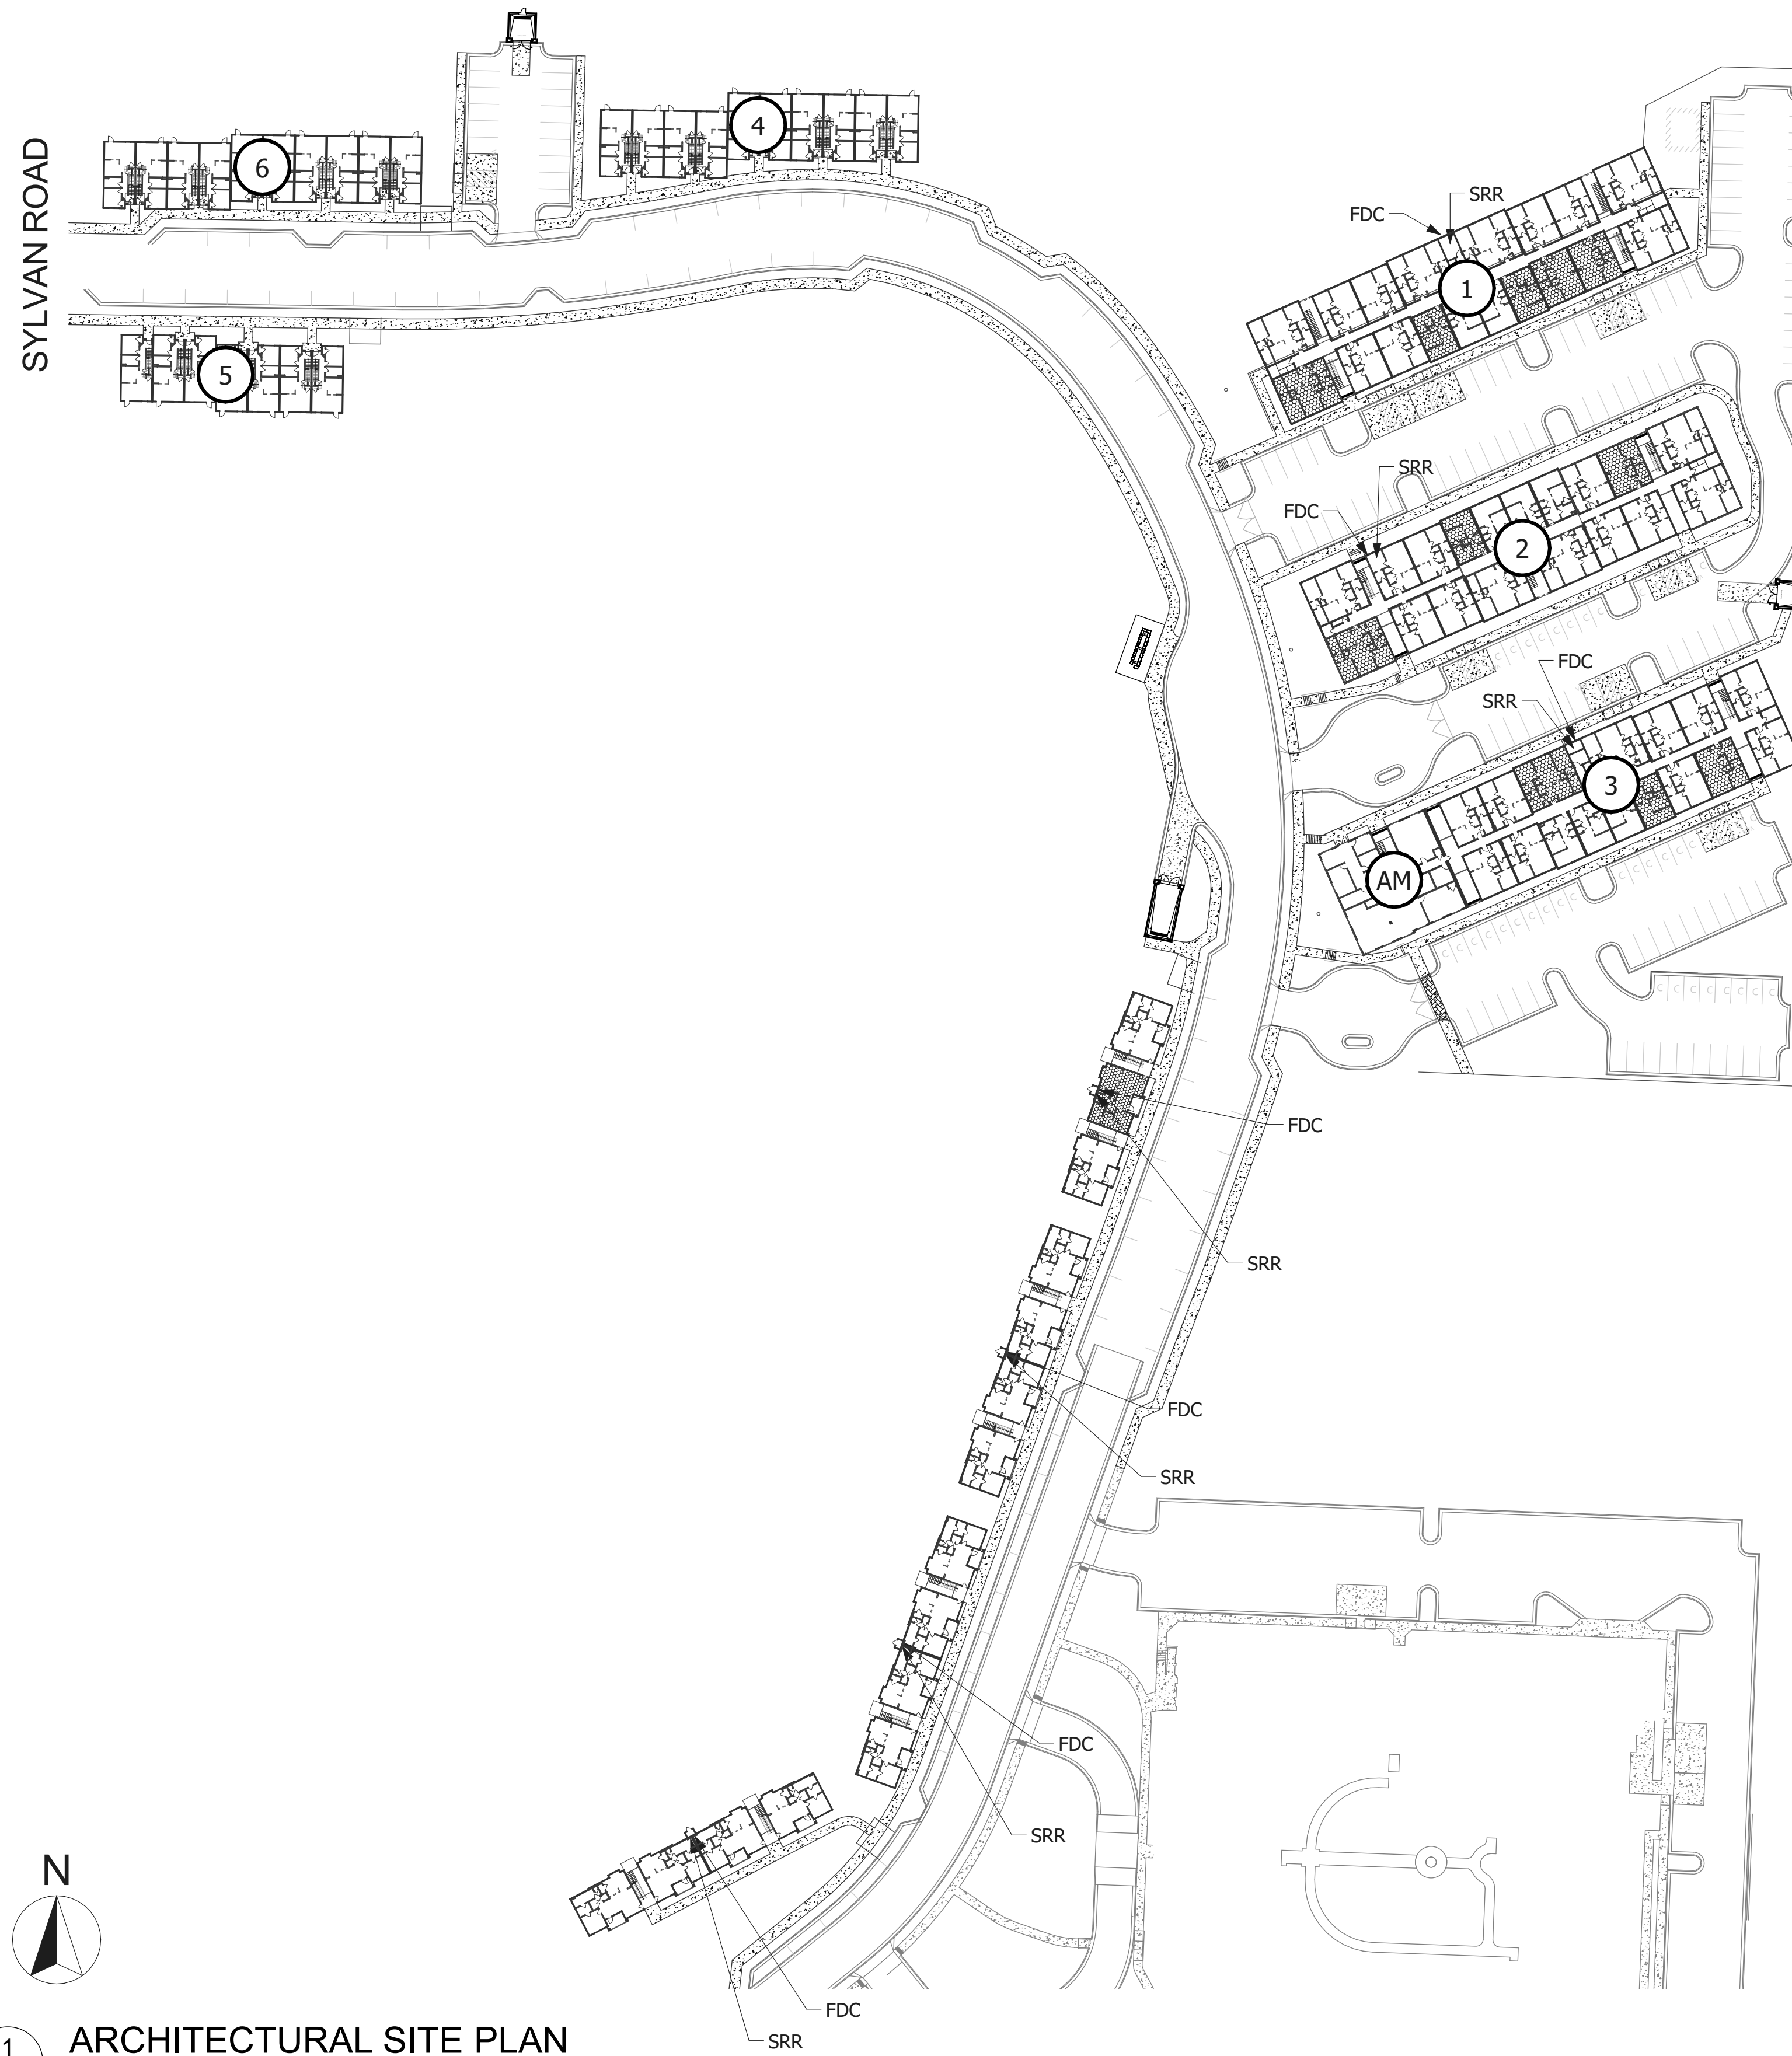 SYLVAN ROAD
6
4
5
SRR
FDC
1
SRR
FDC
2
FDC
SRR
3
AM
FDC
SRR
FDC
SRR
FDC
SRR
FDC
SRR
N
1
ARCHITECTURAL SITE PLAN